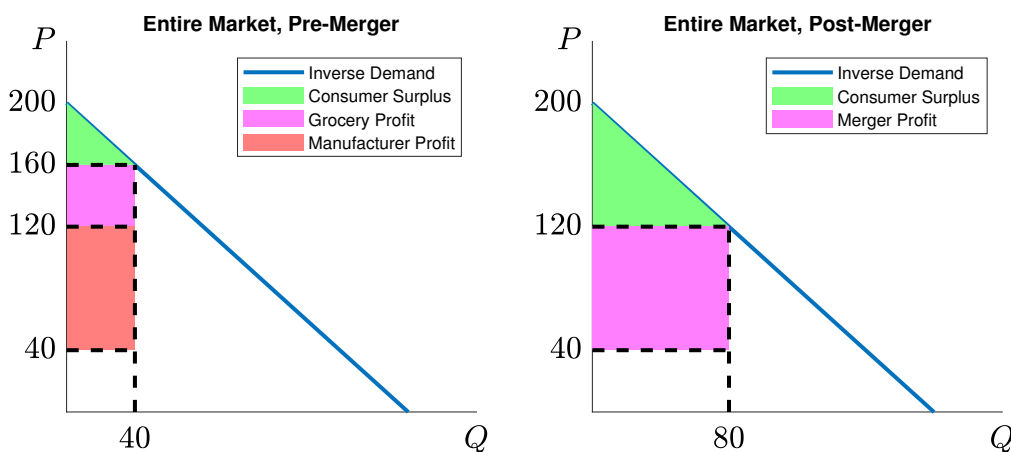 Entire Market, Pre-Merger
P
Inverse Demand
Consumer Surplus
Grocery Profit
Manufacturer Profit
200
160
120
40
40
Q
Entire Market, Post-Merger
P
Inverse Demand
Consumer Surplus
Merger Profit
200
120
40
80
Q